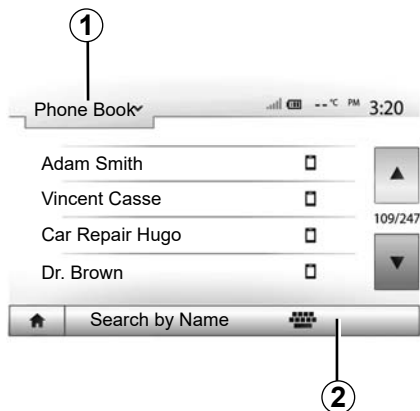 1
Phone Book
--°C PM 3:20
Adam Smith
Vincent Casse
109/247
Car Repair Hugo
Dr. Brown
Search by Name
2